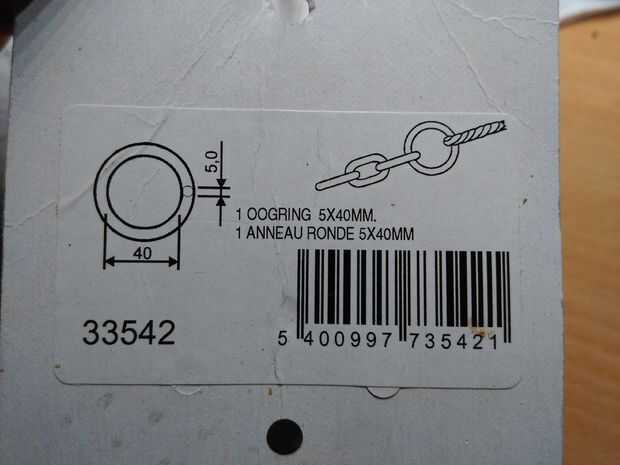 5,0
40
1 OOGRING 5X40MM.
1 ANNEAU RONDE 5X40MM
33542
5 400997 735421